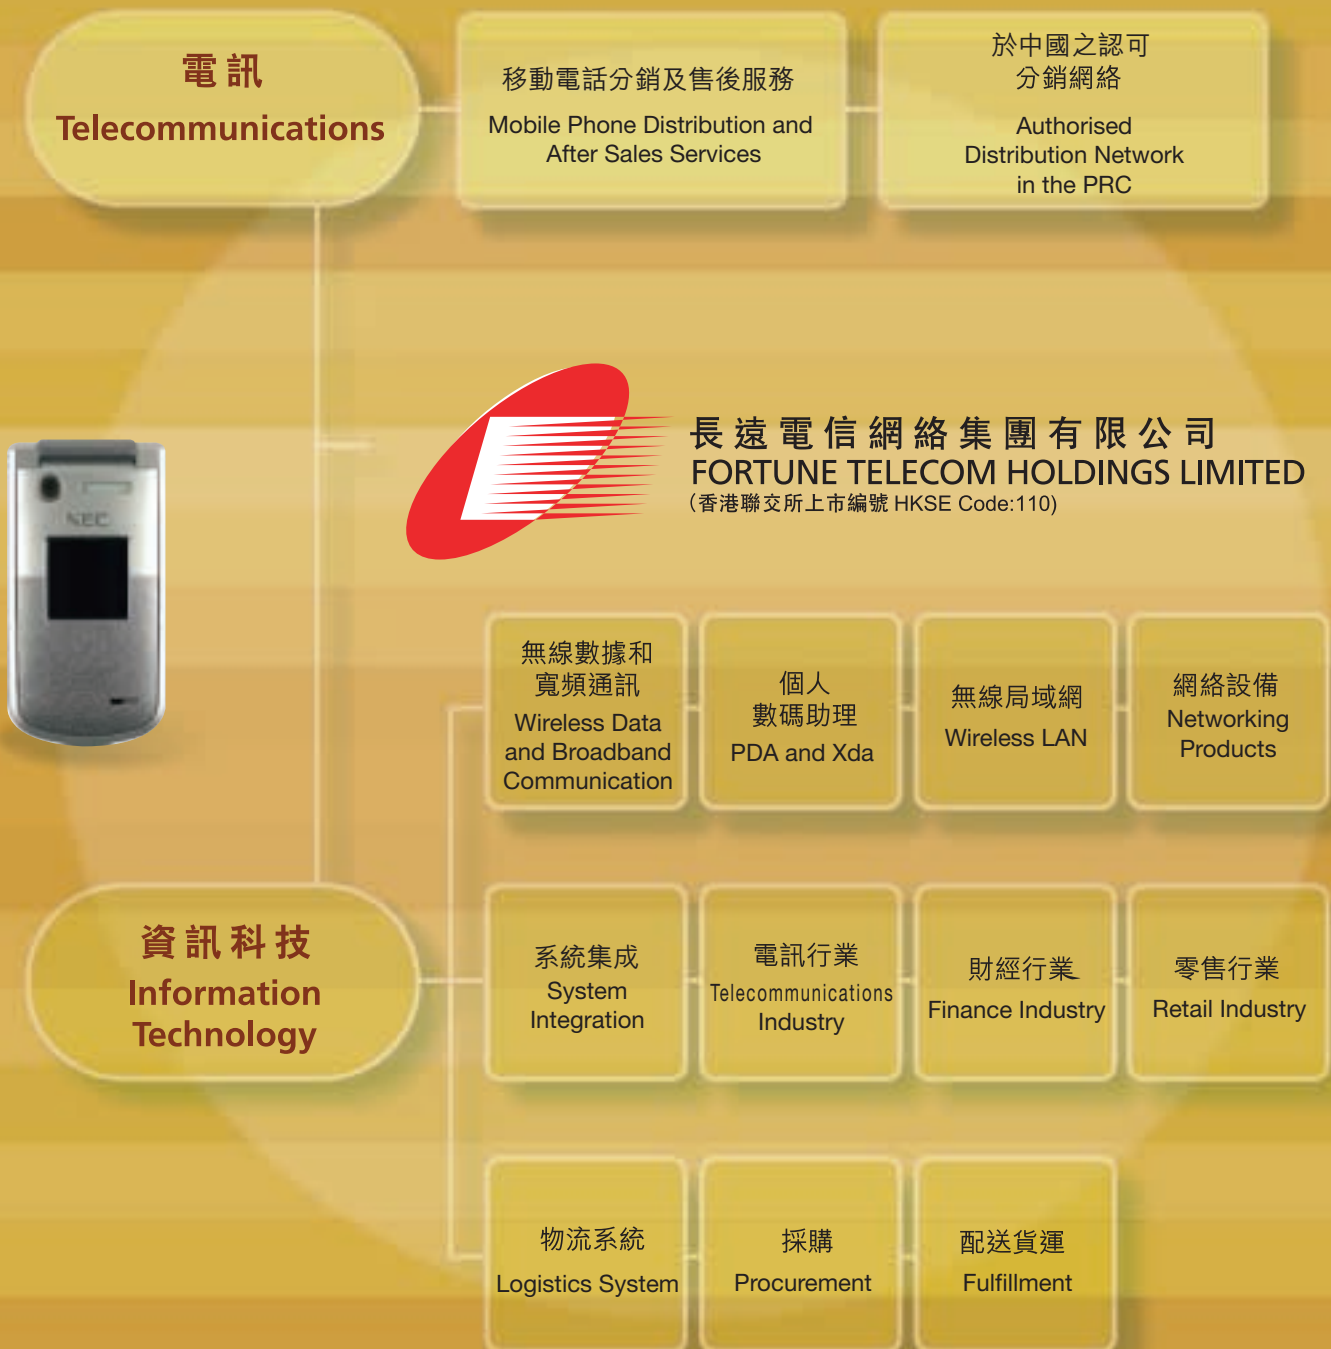 電訊
Telecommunications
移動電話分銷及售後服務
Mobile Phone Distribution and
After Sales Services
於中國之認可
分銷網絡
Authorised
Distribution Network
in the PRC
長遠電信網絡集團有限公司
FORTUNE TELECOM HOLDINGS LIMITED
(香港聯交所上市編號 HKSE Code:110)
NEC
無線數據和
寬頻通訊
Wireless Data
and Broadband
Communication
個人
數碼助理
PDA and Xda
無線局域網
Wireless LAN
網絡設備
Networking
Products
資訊科技
Information
Technology
系統集成
System
Integration
電訊行業
Telecommunications
Industry
財經行業
Finance Industry
零售行業
Retail Industry
物流系統
Logistics System
採購
Procurement
配送貨運
Fulfillment